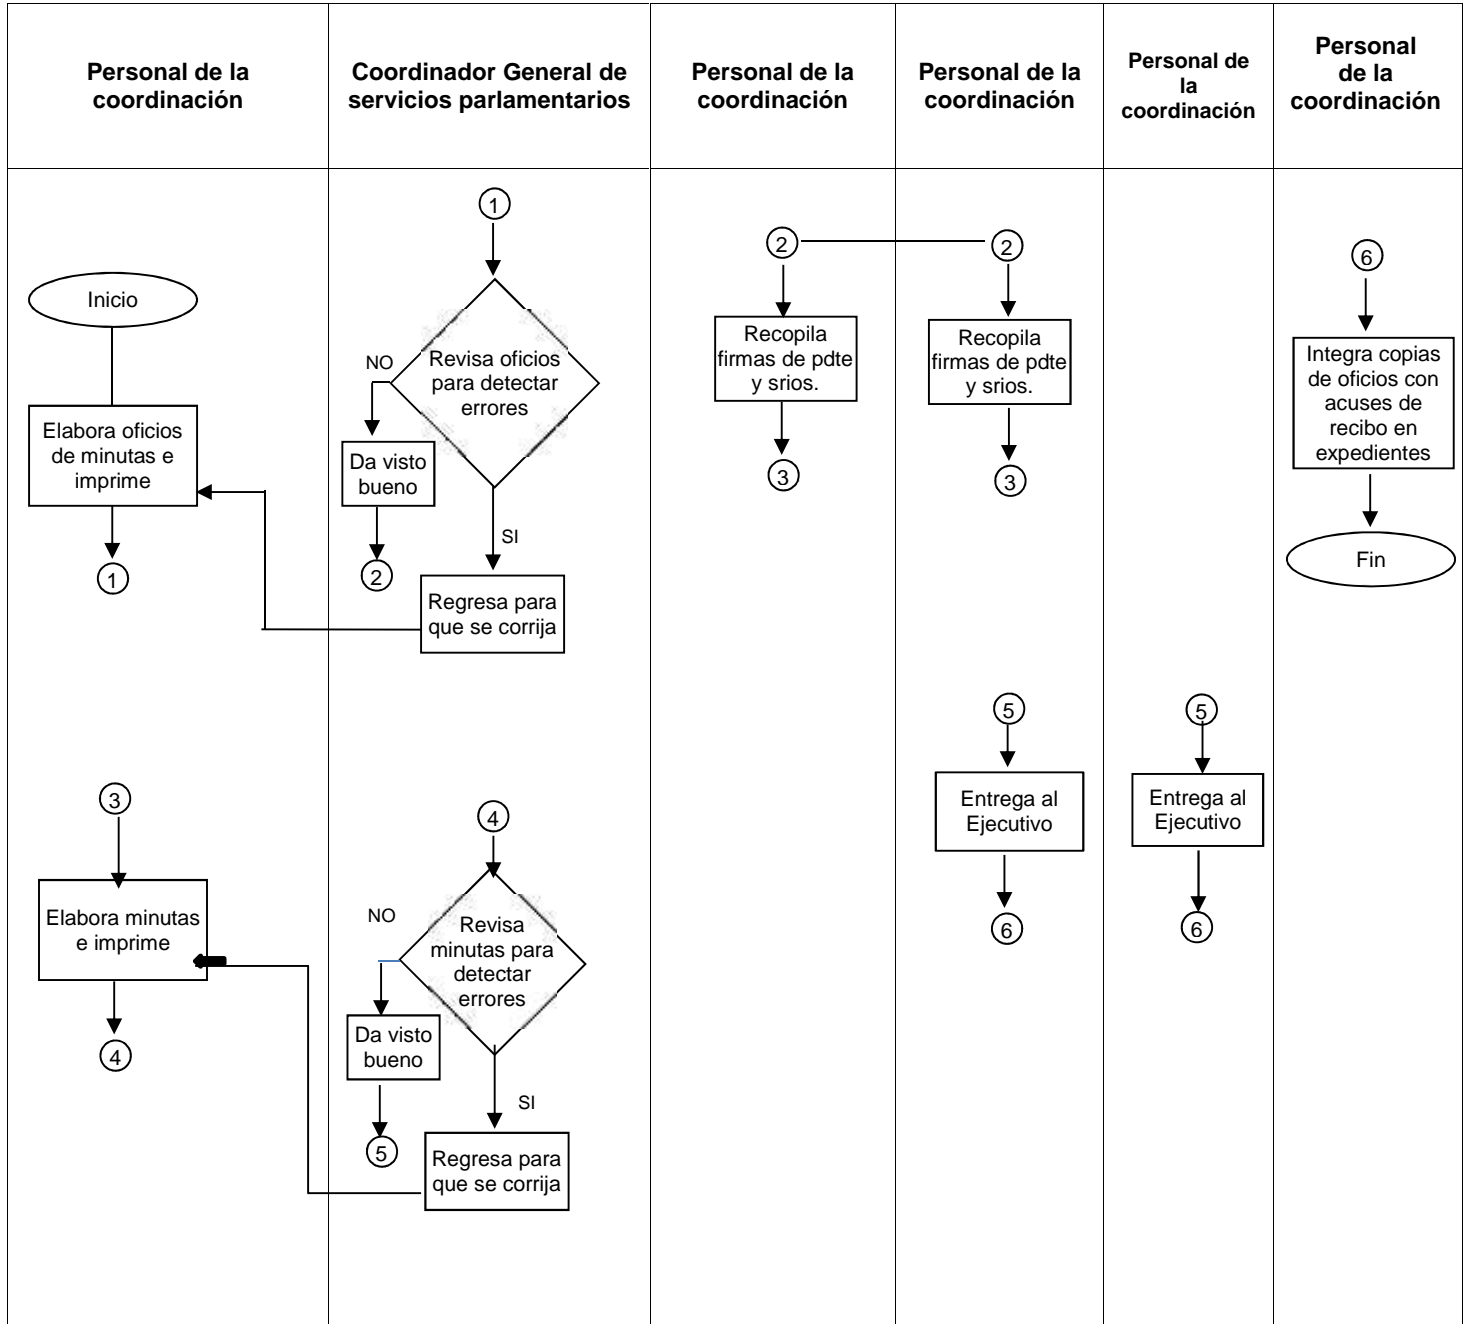 Personal de la
coordinación
Coordinador General de
servicios parlamentarios
Personal de la
coordinación
Personal de la
coordinación
Personal de
la
coordinación
Personal
de la
coordinación
Inicio
Elabora oficios
de minutas e
imprime
1
1
Revisa oficios
para detectar
errores
NO
Da visto
bueno
2
SI
Regresa para
que se corrija
2
Recopila
firmas de pdte
y srios.
3
2
Recopila
firmas de pdte
y srios.
3
6
Integra copias
de oficios con
acuses de
recibo en
expedientes
Fin
3
Elabora minutas
e imprime
4
4
Revisa
minutas para
detectar
errores
NO
Da visto
bueno
5
SI
Regresa para
que se corrija
5
Entrega al
Ejecutivo
6
5
Entrega al
Ejecutivo
6